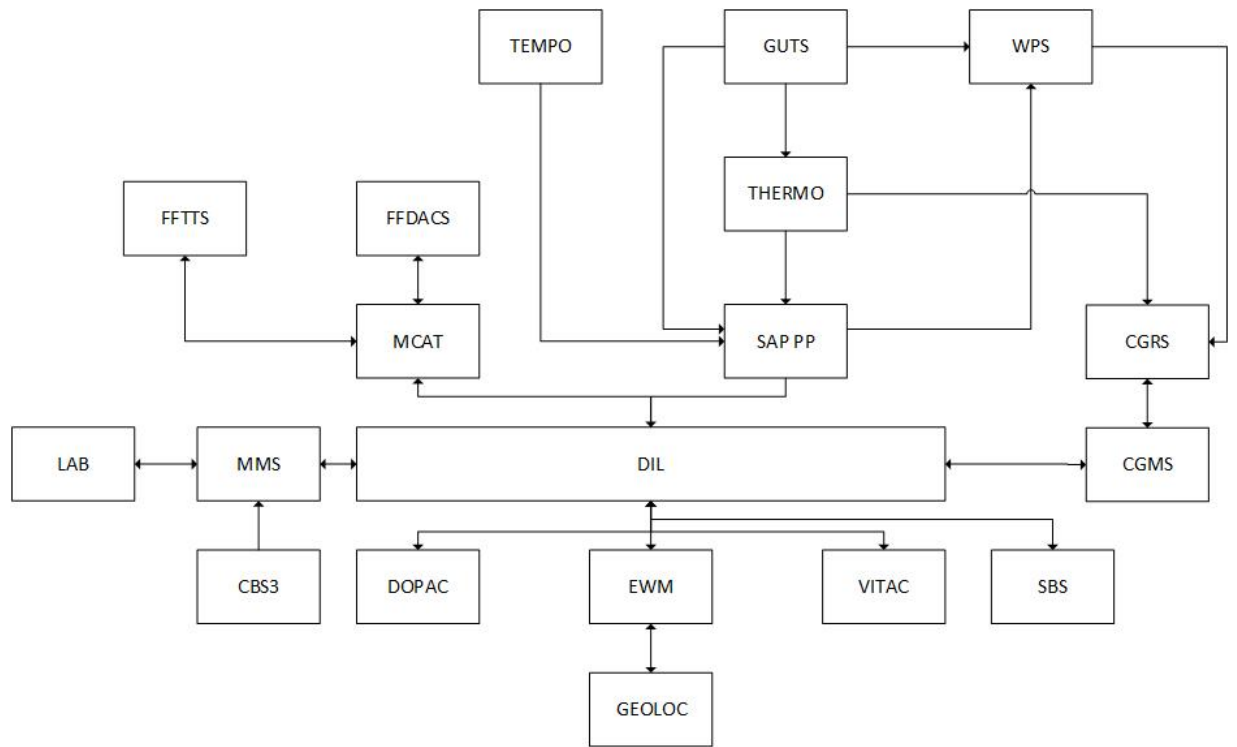 TEMPO
GUTS
WPS
THERMO
FFTTS
FFDACS
MCAT
SAP PP
CGRS
LAB
MMS
DIL
CGMS
CBS3
DOPAC
EWM
VITAC
SBS
GEOLOC